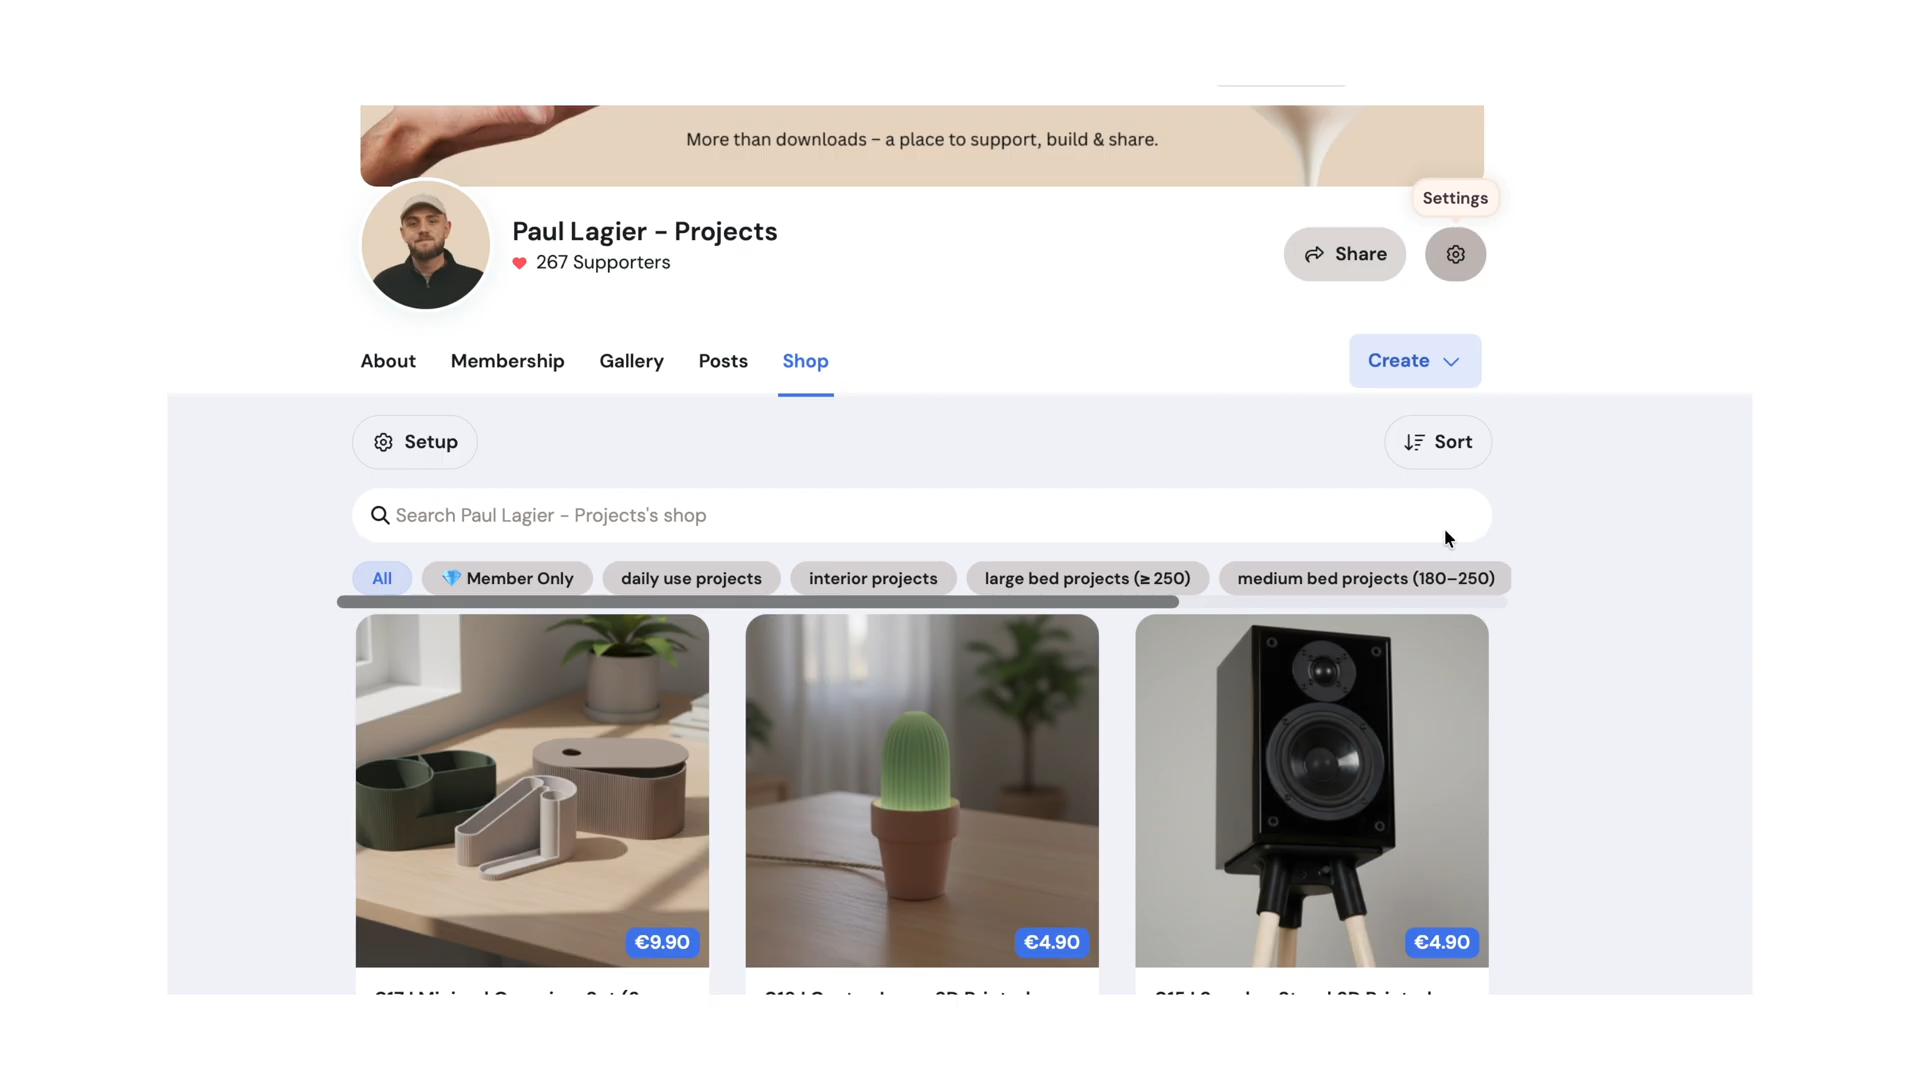 More than downloads – a place to support, build & share.
Settings
Paul Lagier – Projects
267 Supporters
Share
About Membership Gallery Posts Shop
Create
Setup
Sort
Search Paul Lagier – Projects's shop
All Member Only daily use projects interior projects large bed projects (≥ 250) medium bed projects (180–250)
€9.90 €4.90 €4.90